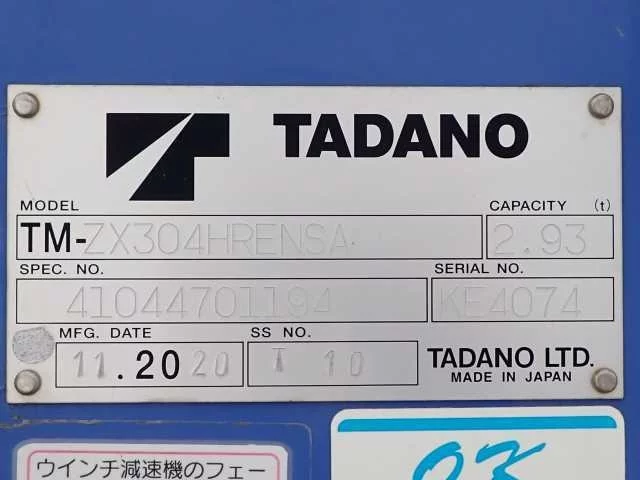 TADANO
MODEL CAPACITY (t)
TM-ZX304HRENSA 2.93
SPEC. NO. SERIAL NO.
41044701194 KE4074
MFG. DATE SS NO.
11.2020 T 10 TADANO LTD.
MADE IN JAPAN
ウインチ減速機のフェー